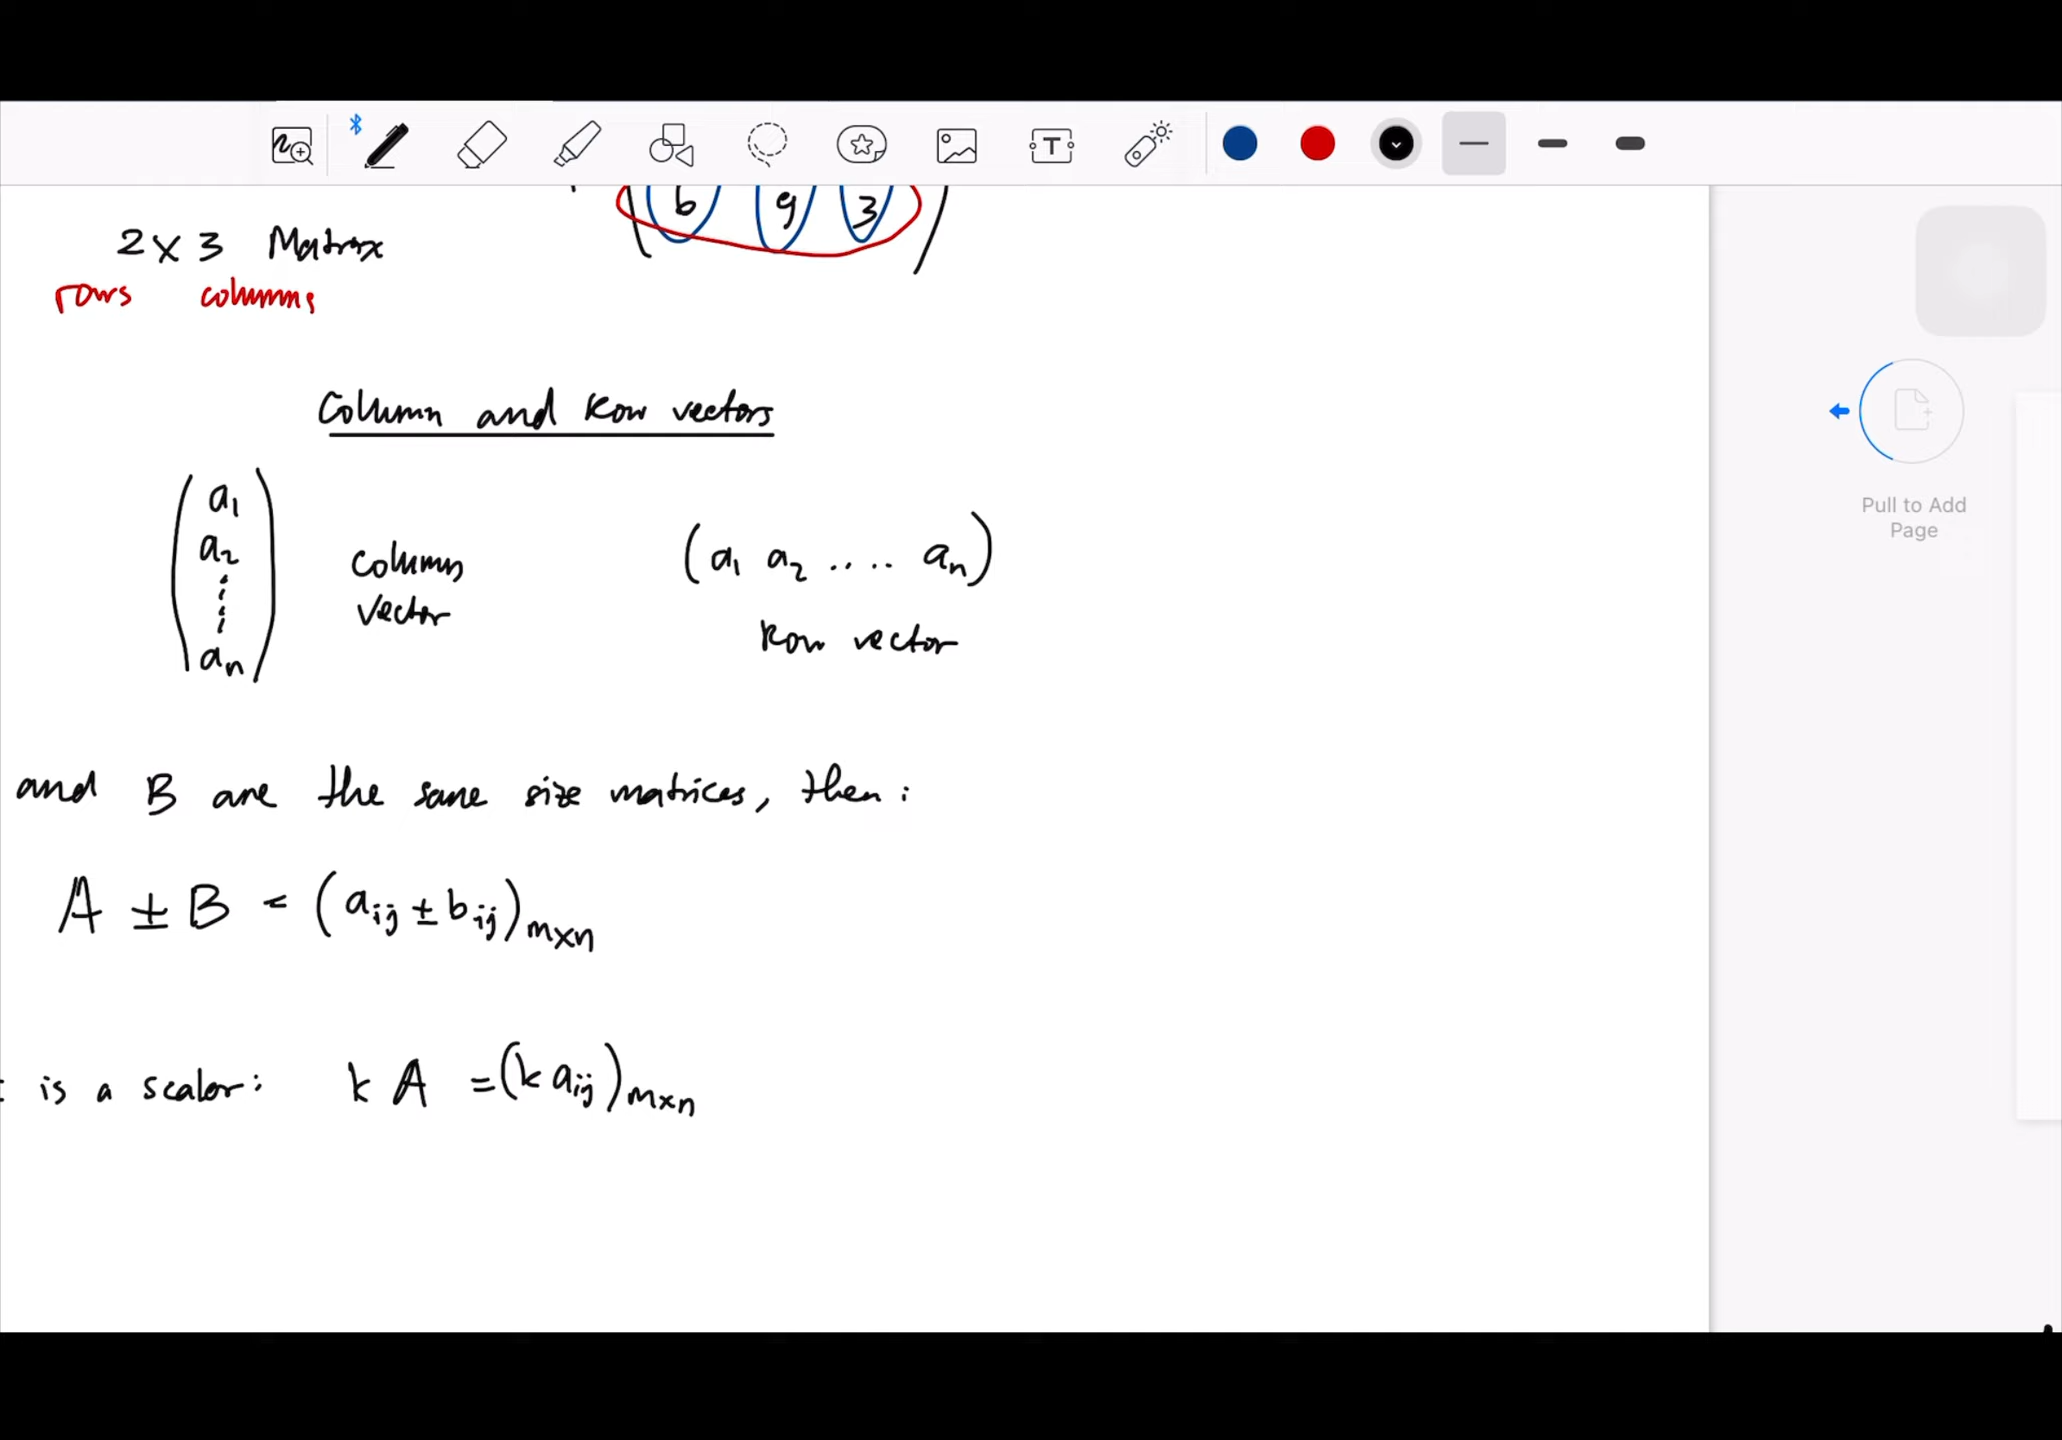 6 9 3
2 x 3 Matrix
rows columns
Column and Row vectors
a1
a2
an
column
vector
(a1 a2 .... an)
Row vector
and B are the same size matrices, then:
A ± B = (aij ± bij)mxn
is a scalar: k A = (k aij)mxn
Pull to Add
Page
T